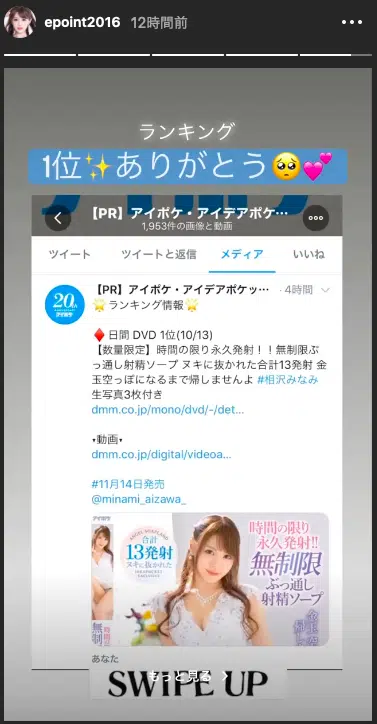 epoint2016 12時間前
ランキング
1位✨ありがとう🥺💕
【PR】アイポケ・アイデアポケ…
1,953件の画像と動画
ツイート ツイートと返信 メディア いいね
【PR】アイポケ・アイデアポケッ… ・4時間
🌟ランキング情報🌟
♦️日間 DVD 1位(10/13)
【数量限定】時間の限り永久発射！！無制限ぶ
っ通し射精ソープ ヌキに抜かれた合計13発射 金
玉空っぽになるまで帰しませんよ #相沢みなみ
生写真3枚付き
dmm.co.jp/mono/dvd/-/det…
▾動画▾
dmm.co.jp/digital/videoa…
#11月14日発売
@minami_aizawa_
20th
合計
13発射
ヌキに抜かれた
時間の限り
永久発射!!
無制限
ぶっ通し
射精ソープ
あなた
もっと見る
SWIPE UP